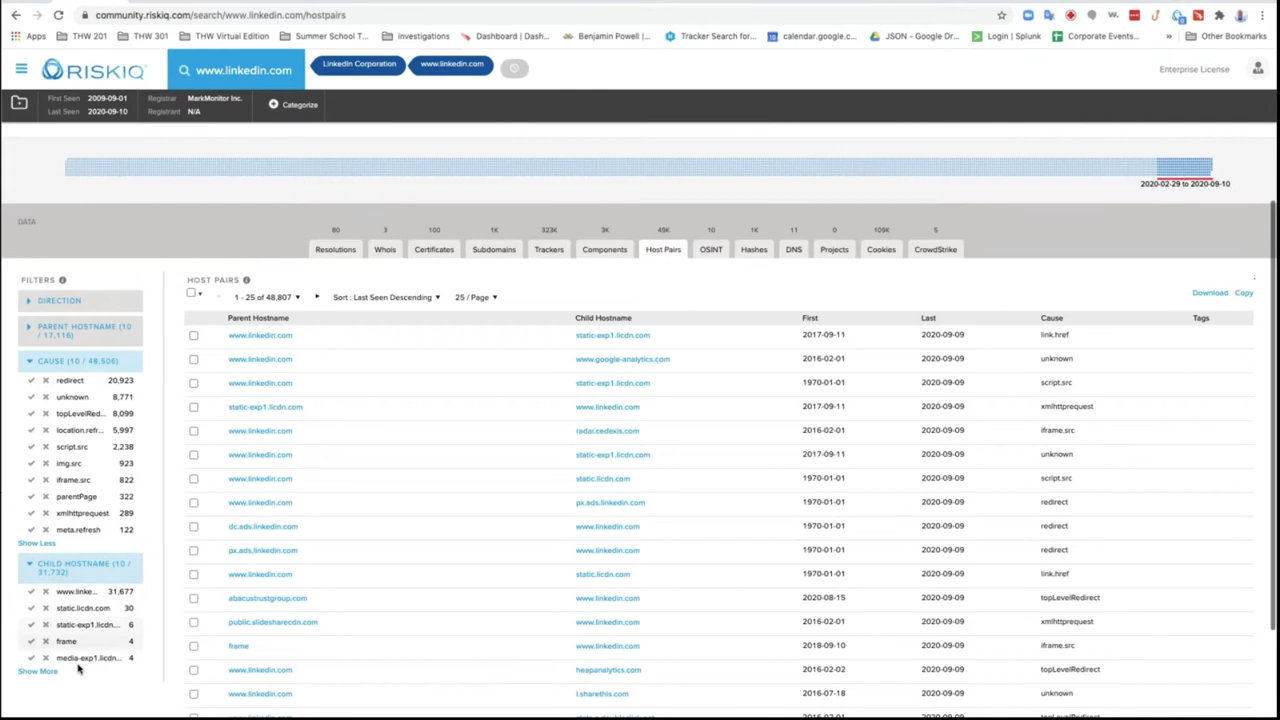 community.riskiq.com/search/www.linkedin.com/hostpairs
Apps THW 201 THW 301 THW Virtual Edition Summer School T... investigations Dashboard | Dash... Benjamin Powell |... Tracker Search for... calendar.google.c... JSON - Google Dr... Login | Splunk Corporate Events... » Other Bookmarks
RISKIQ www.linkedin.com LinkedIn Corporation www.linkedin.com Enterprise License
First Seen 2009-09-01 Registrar MarkMonitor Inc. Categorize
Last Seen 2020-09-10 Registrant N/A
2020-02-29 to 2020-09-10
DATA
80 3 100 1K 323K 3K 49K 10 1K 11 0 109K 5
Resolutions Whois Certificates Subdomains Trackers Components Host Pairs OSINT Hashes DNS Projects Cookies CrowdStrike
FILTERS
DIRECTION
PARENT HOSTNAME (10
/ 17,116)
CAUSE (10 / 48,506)
redirect 20,923
unknown 8,771
topLevelRed... 8,099
location.refr... 5,997
script.src 2,238
img.src 923
iframe.src 822
parentPage 322
xmlhttprequest 289
meta.refresh 122
Show Less
CHILD HOSTNAME (10 /
31,732)
www.linke... 31,677
static.licdn.com 30
static-exp1.licdn... 6
frame 4
media-exp1.licdn... 4
Show More
HOST PAIRS
1 - 25 of 48,807 Sort : Last Seen Descending 25 / Page Download Copy
Parent Hostname Child Hostname First Last Cause Tags
www.linkedin.com static-exp1.licdn.com 2017-09-11 2020-09-09 link.href
www.linkedin.com www.google-analytics.com 2016-02-01 2020-09-09 unknown
www.linkedin.com static-exp1.licdn.com 1970-01-01 2020-09-09 script.src
static-exp1.licdn.com www.linkedin.com 2017-09-11 2020-09-09 xmlhttprequest
www.linkedin.com radar.cedexis.com 2016-02-01 2020-09-09 iframe.src
www.linkedin.com static-exp1.licdn.com 2017-09-11 2020-09-09 unknown
www.linkedin.com static.licdn.com 1970-01-01 2020-09-09 script.src
www.linkedin.com px.ads.linkedin.com 1970-01-01 2020-09-09 redirect
dc.ads.linkedin.com www.linkedin.com 1970-01-01 2020-09-09 redirect
px.ads.linkedin.com www.linkedin.com 1970-01-01 2020-09-09 redirect
www.linkedin.com static.licdn.com 1970-01-01 2020-09-09 link.href
abacustrustgroup.com www.linkedin.com 2020-08-15 2020-09-09 topLevelRedirect
public.slidesharecdn.com www.linkedin.com 2016-02-01 2020-09-09 xmlhttprequest
frame www.linkedin.com 2018-09-09 2020-09-09 iframe.src
www.linkedin.com heapanalytics.com 2016-02-02 2020-09-09 topLevelRedirect
www.linkedin.com l.sharethis.com 2016-07-18 2020-09-09 unknown